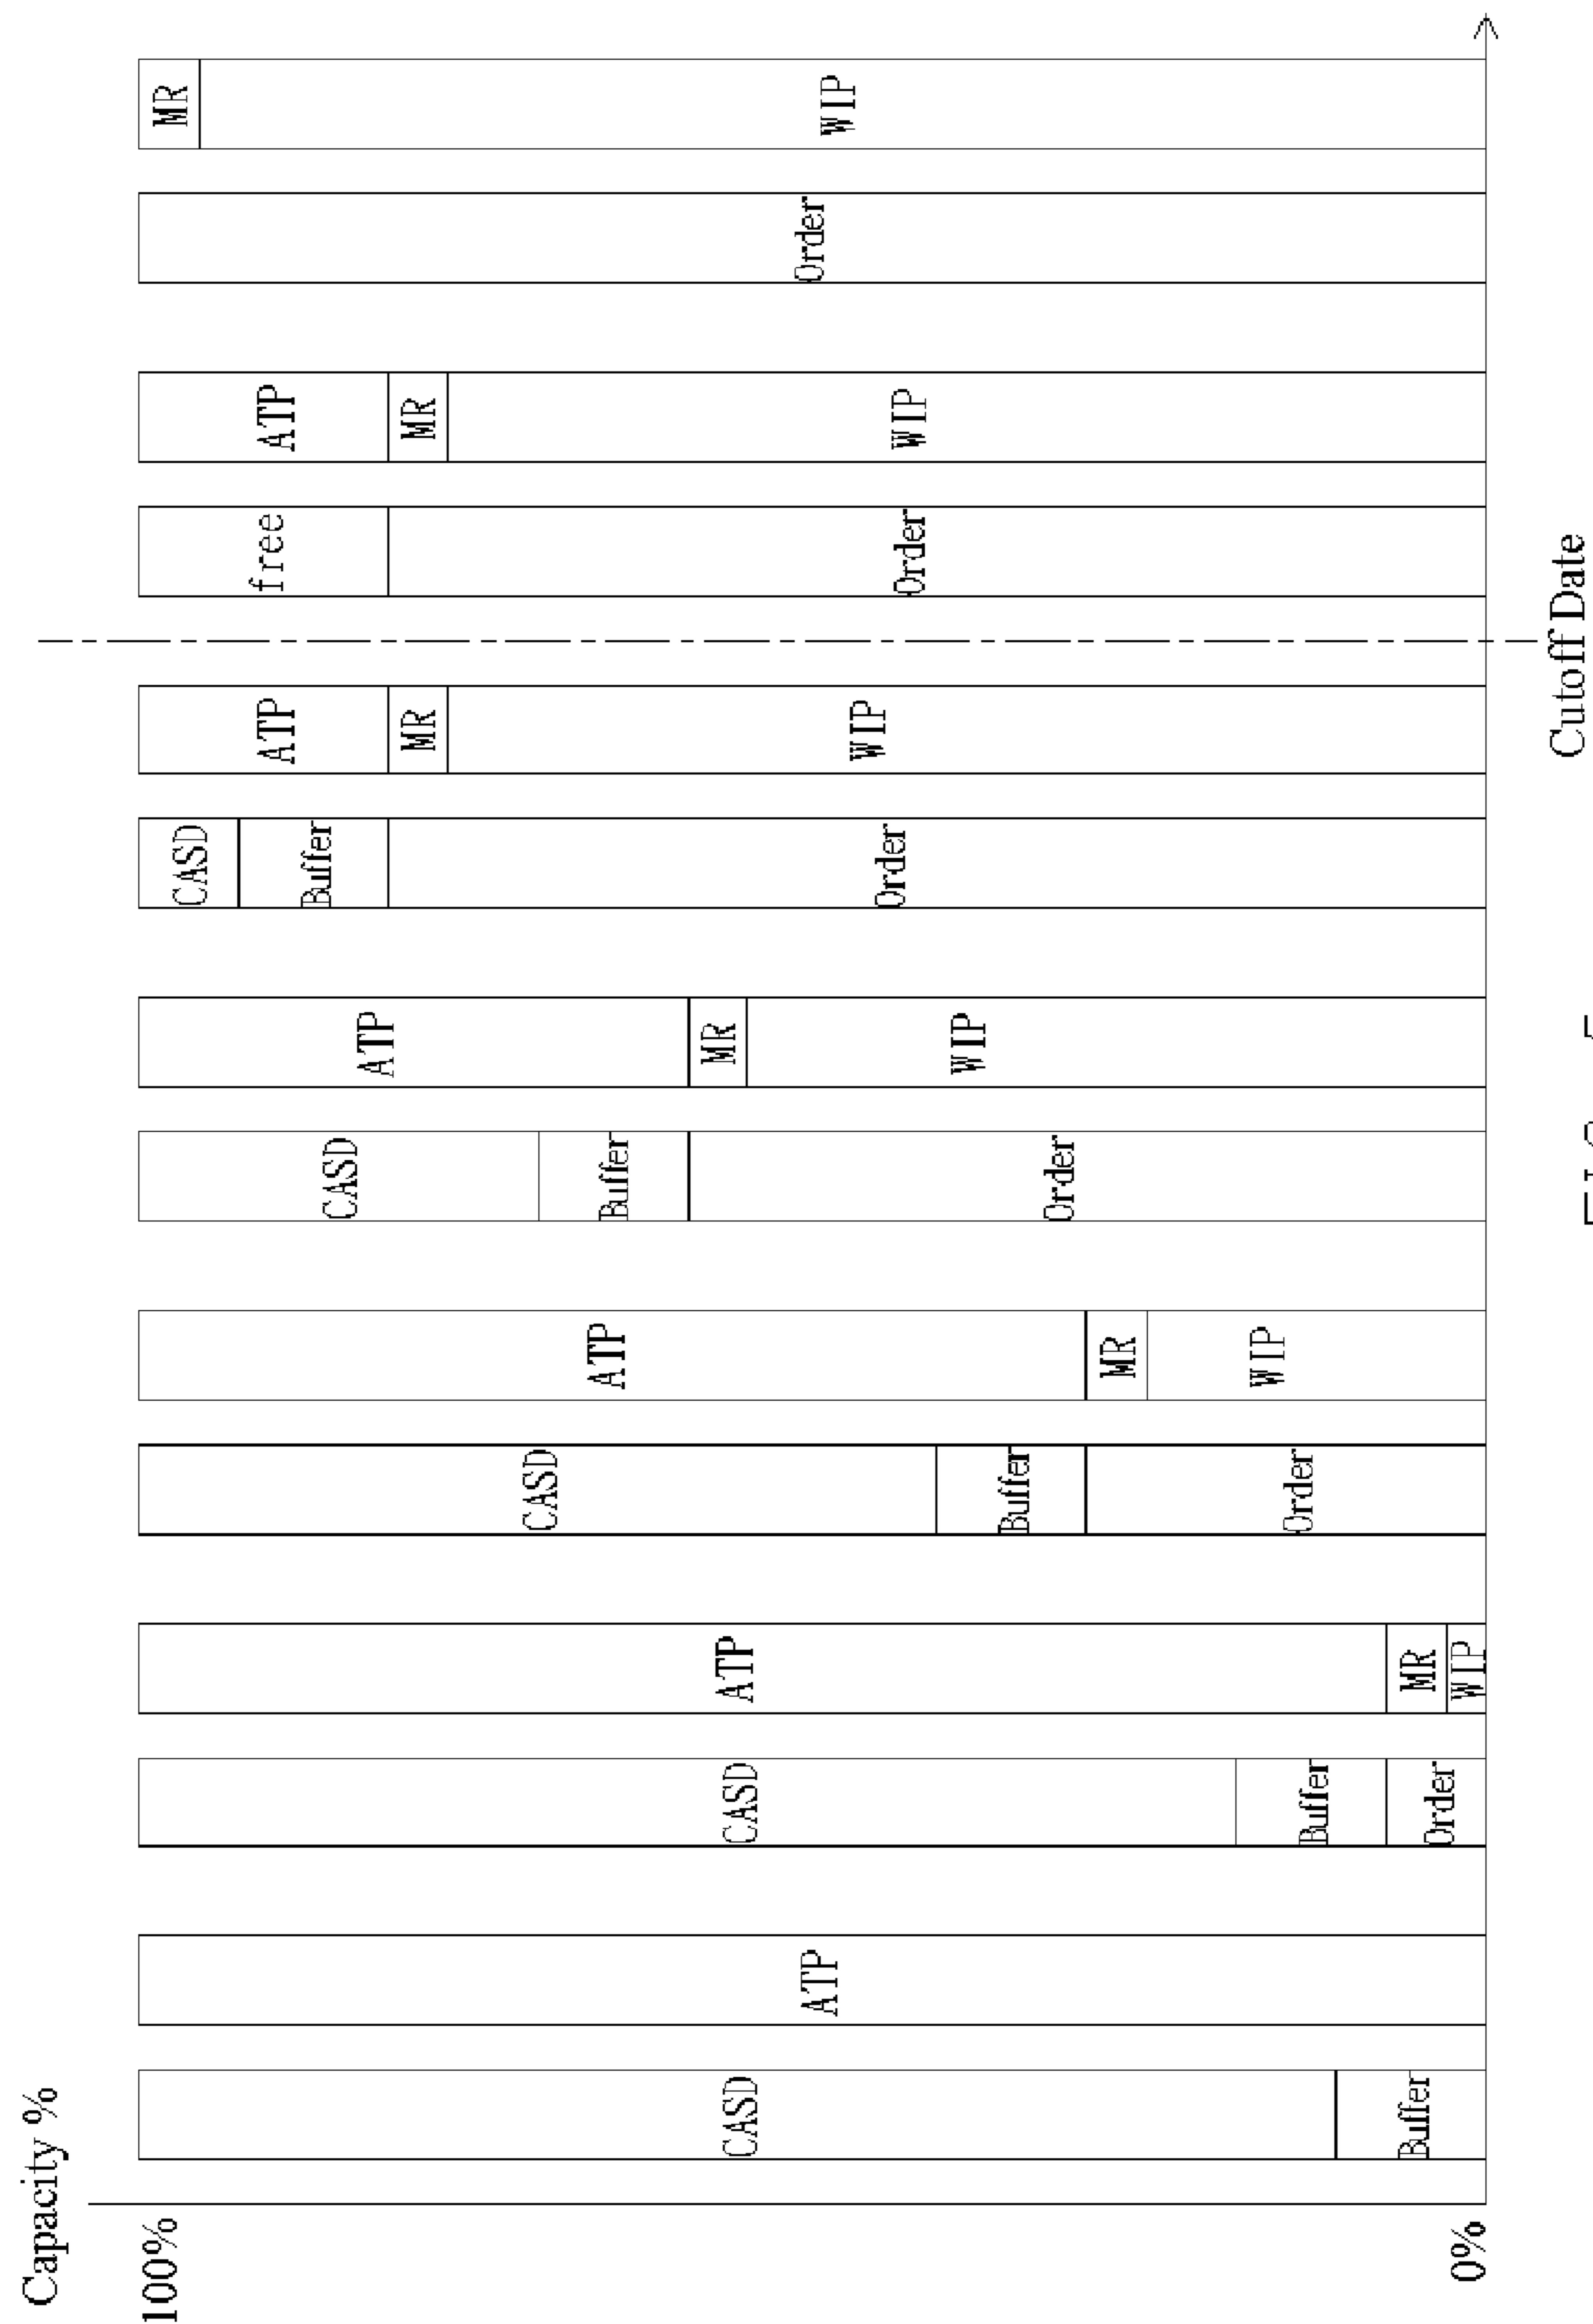 Capacity %
100%
0%
CASD
Buffer
ATP
CASD
Buffer
Order
ATP
MR
WIP
CASD
Buffer
Order
ATP
MR
WIP
CASD
Buffer
Order
ATP
MR
WIP
CASD
Buffer
Order
ATP
MR
WIP
free
Order
ATP
MR
WIP
Order
MR
WIP
Cutoff Date